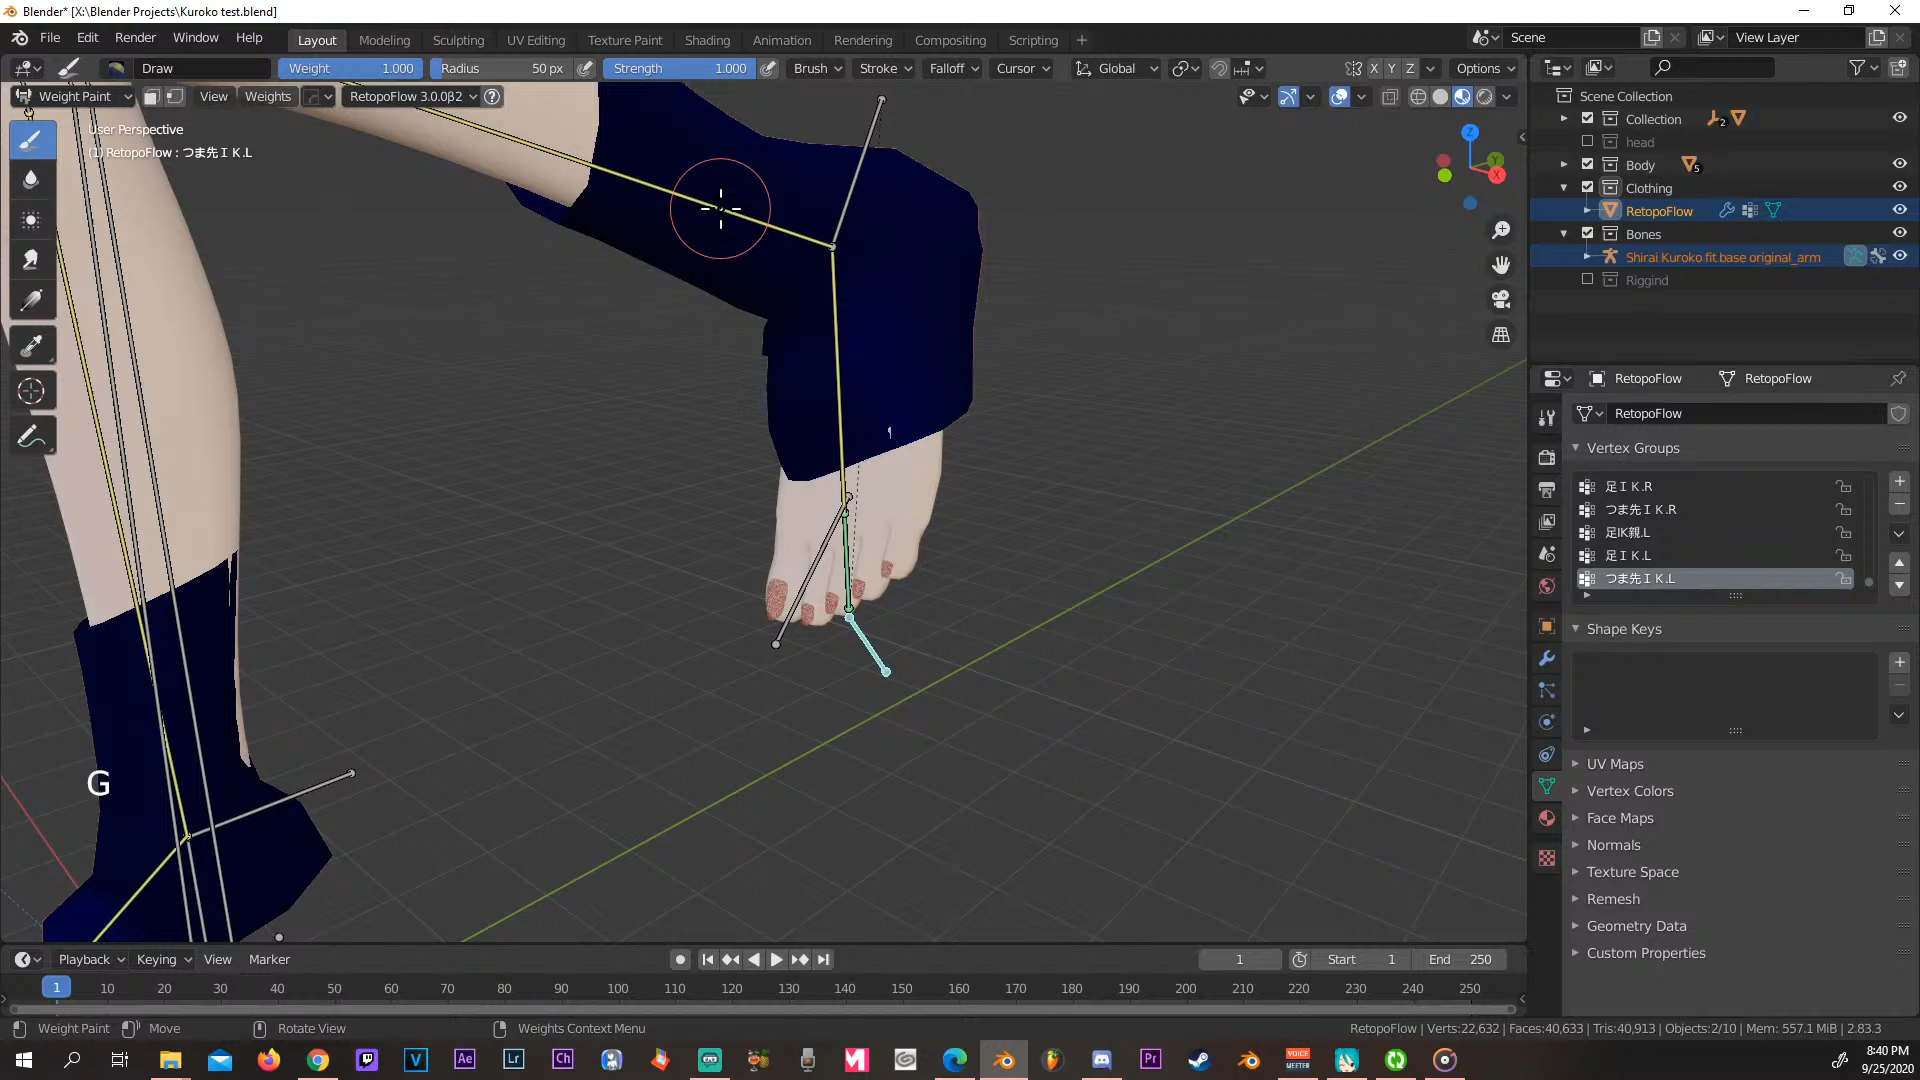 Blender* [X:\Blender Projects\Kuroko test.blend]
File Edit Render Window Help
Layout Modeling Sculpting UV Editing Texture Paint Shading Animation Rendering Compositing Scripting +
Scene View Layer
Draw Weight 1.000 Radius 50 px Strength 1.000 Brush Stroke Falloff Cursor Global X Y Z Options
Weight Paint View Weights RetopoFlow 3.0.0β2
User Perspective
(1) RetopoFlow : つま先ＩＫ.L
Z
Y
X
G
Scene Collection
Collection 2
head
Body 5
Clothing
RetopoFlow
Bones
Shirai Kuroko fit base original_arm
Riggind
RetopoFlow RetopoFlow
RetopoFlow
Vertex Groups
足ＩＫ.R
つま先ＩＫ.R
足IK親.L
足ＩＫ.L
つま先ＩＫ.L
Shape Keys
UV Maps
Vertex Colors
Face Maps
Normals
Texture Space
Remesh
Geometry Data
Custom Properties
Playback Keying View Marker 1 Start 1 End 250
1 10 20 30 40 50 60 70 80 90 100 110 120 130 140 150 160 170 180 190 200 210 220 230 240 250
Weight Paint Move Rotate View Weights Context Menu RetopoFlow | Verts:22,632 | Faces:40,633 | Tris:40,913 | Objects:2/10 | Mem: 557.1 MiB | 2.83.3
V Ae Lr Ch M Pr VOICE MEETER
8:40 PM
9/25/2020